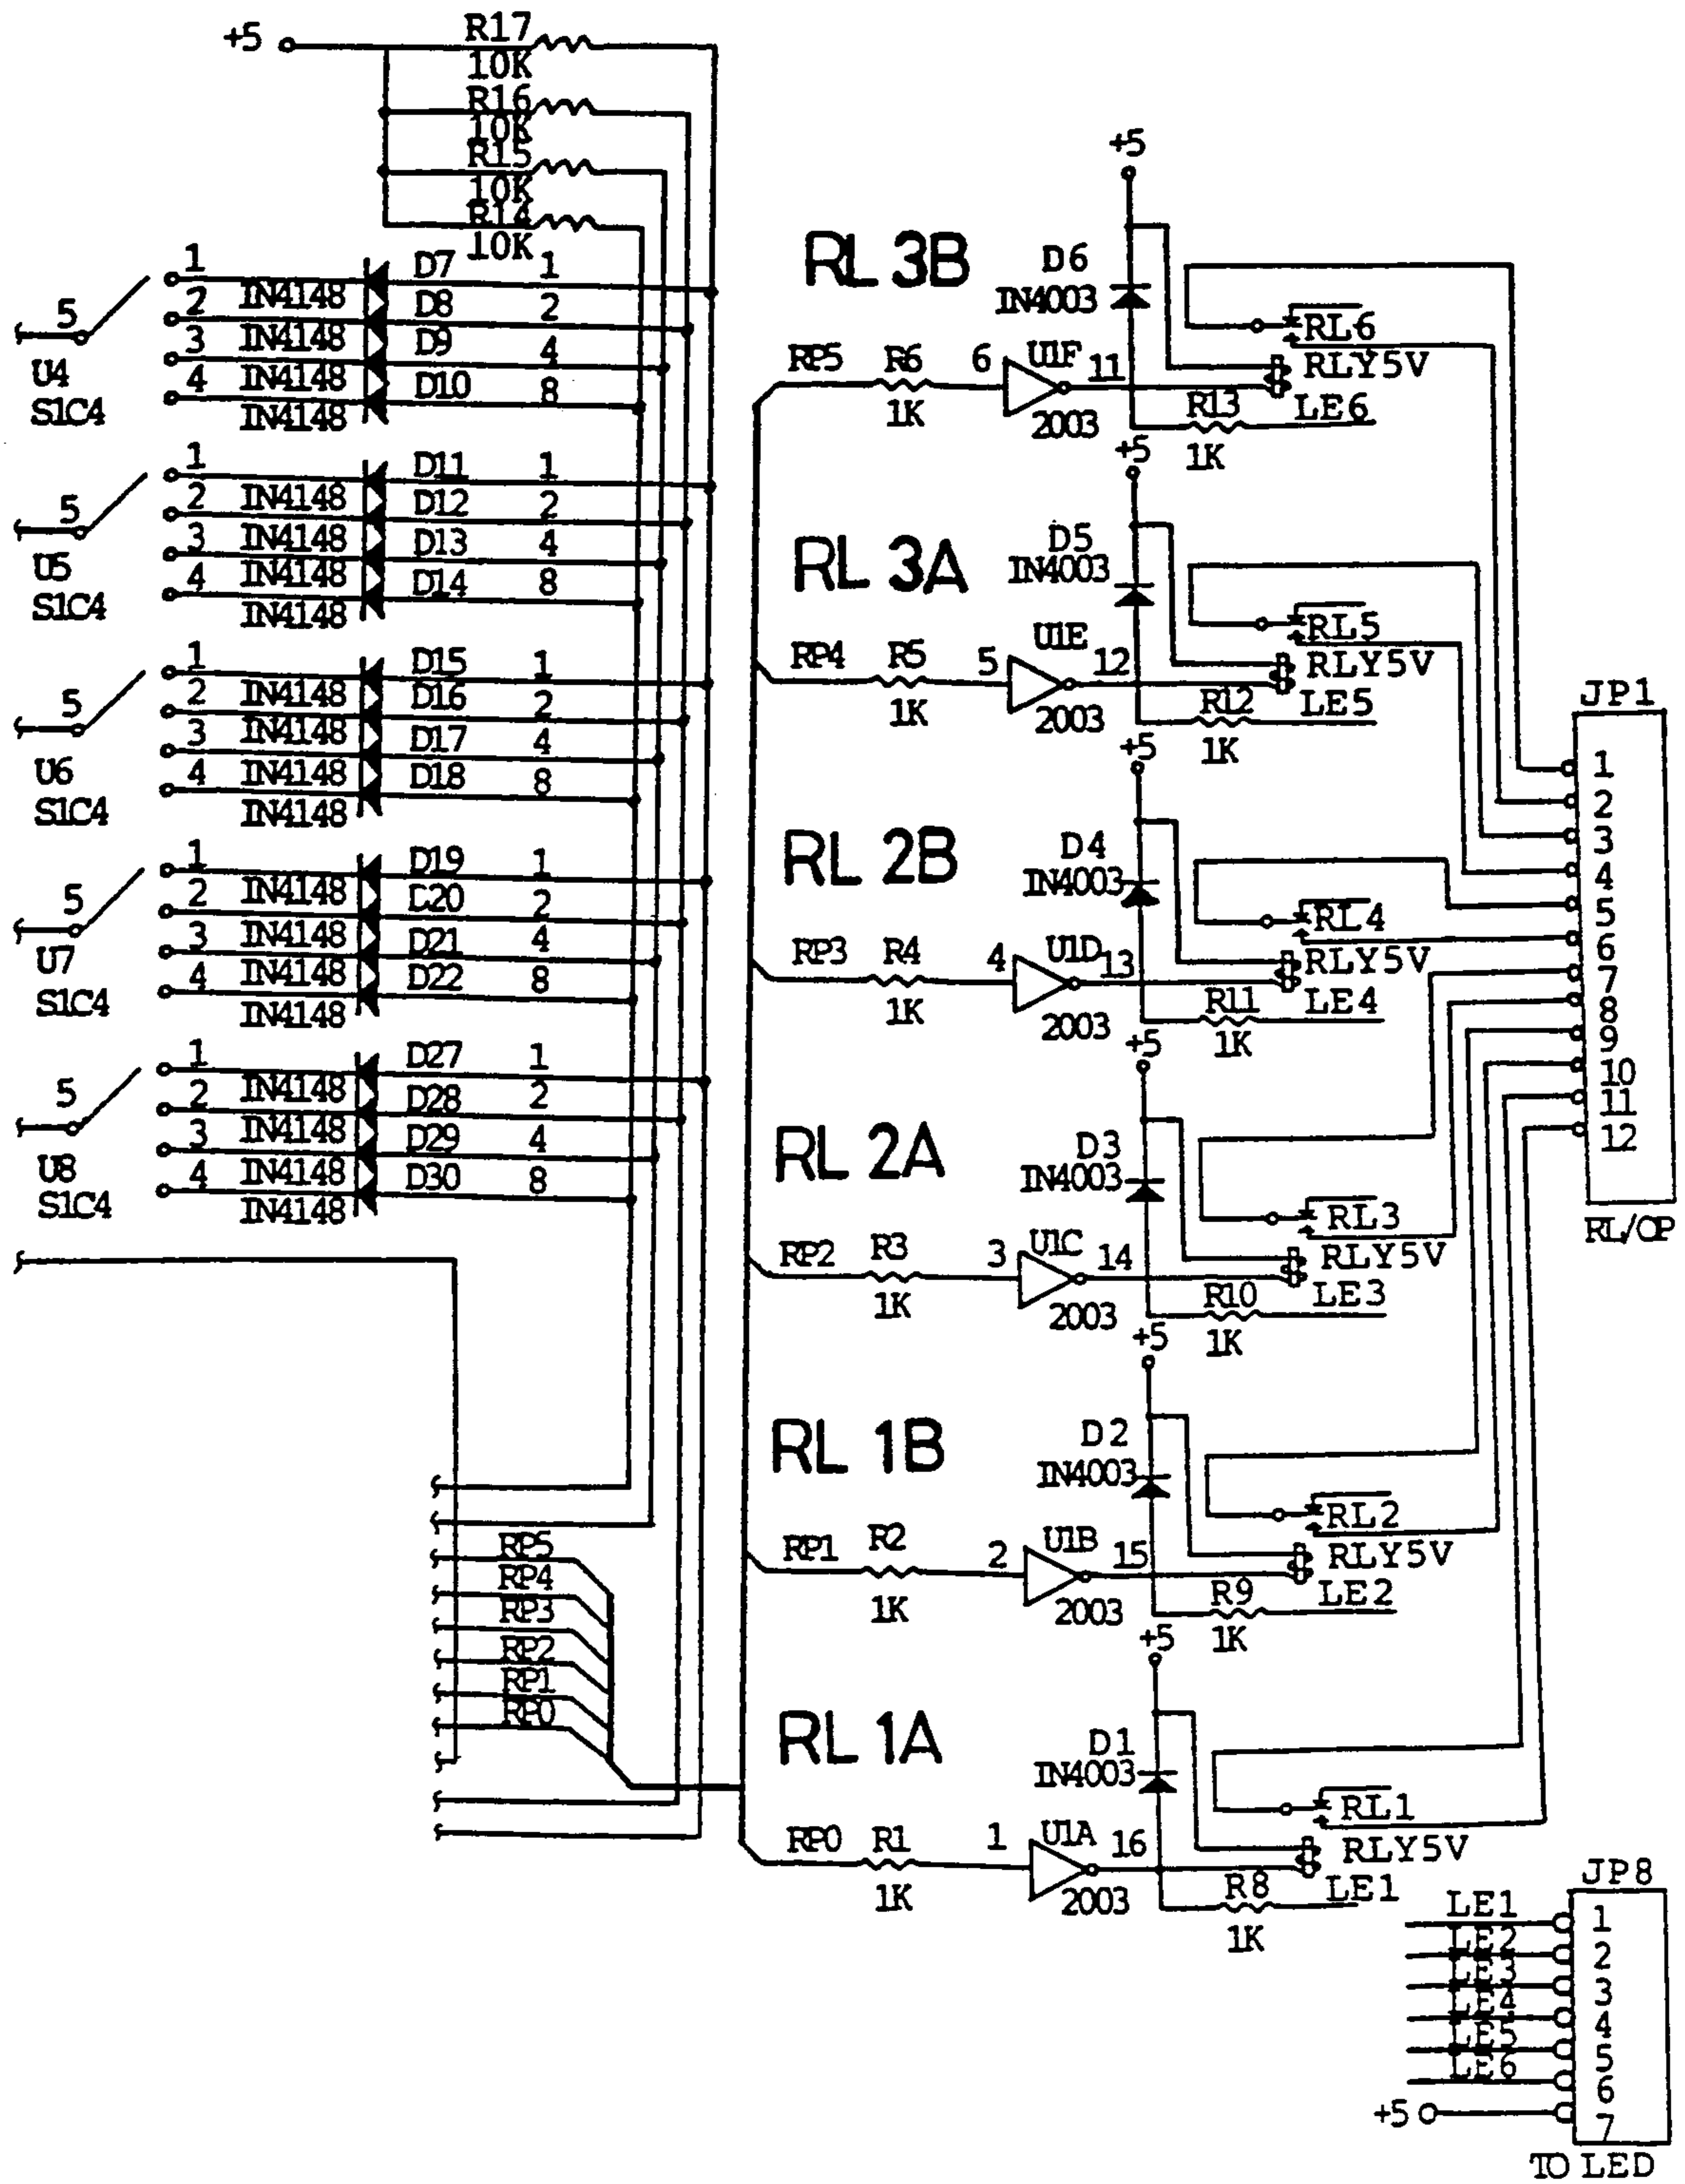 +5
R17
10K
R16
10K
R15
10K
R14
10K
1 IN4148 D7 1
2 IN4148 D8 2
5 3 IN4148 D9 4
U4 4 IN4148 D10 8
S1C4
1 IN4148 D11 1
2 IN4148 D12 2
5 3 IN4148 D13 4
U5 4 IN4148 D14 8
S1C4
1 IN4148 D15 1
2 IN4148 D16 2
5 3 IN4148 D17 4
U6 4 IN4148 D18 8
S1C4
1 IN4148 D19 1
2 IN4148 D20 2
5 3 IN4148 D21 4
U7 4 IN4148 D22 8
S1C4
1 IN4148 D27 1
2 IN4148 D28 2
5 3 IN4148 D29 4
U8 4 IN4148 D30 8
S1C4
RP5
RP4
RP3
RP2
RP1
RP0
+5
RL 3B D6
IN4003
RL6
RP5 R6 6 U1F 11 RLY5V
1K 2003 R13 LE6
1K
+5
RL 3A D5
IN4003
RL5
RP4 R5 5 U1E 12 RLY5V
1K 2003 R12 LE5
1K
+5
RL 2B D4
IN4003
RL4
RP3 R4 4 U1D 13 RLY5V
1K 2003 R11 LE4
1K
+5
RL 2A D3
IN4003
RL3
RP2 R3 3 U1C 14 RLY5V
1K 2003 R10 LE3
1K
+5
RL 1B D2
IN4003
RL2
RP1 R2 2 U1B 15 RLY5V
1K 2003 R9 LE2
1K
+5
RL 1A D1
IN4003
RL1
RP0 R1 1 U1A 16 RLY5V
1K 2003 R8 LE1
1K
JP1
1
2
3
4
5
6
7
8
9
10
11
12
RL/OP
JP8
LE1 1
LE2 2
LE3 3
LE4 4
LE5 5
LE6 6
+5 7
TO LED